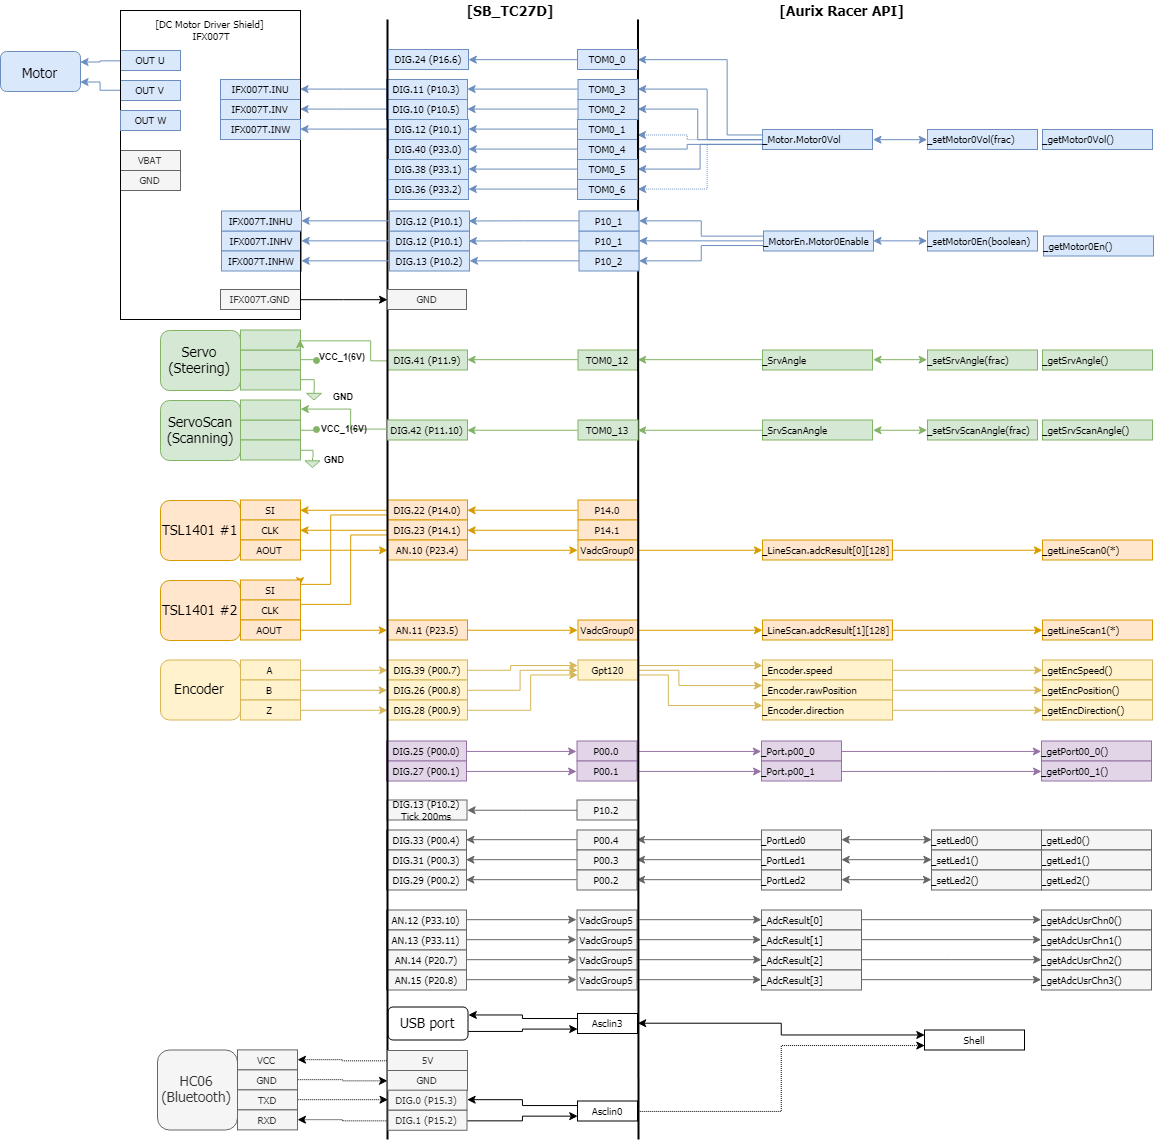 [SB_TC27D]
[Aurix Racer API]
[DC Motor Driver Shield]
IFX007T
Motor
OUT U
OUT V
OUT W
VBAT
GND
IFX007T.INU
IFX007T.INV
IFX007T.INW
IFX007T.INHU
IFX007T.INHV
IFX007T.INHW
IFX007T.GND
DIG.24 (P16.6)
DIG.11 (P10.3)
DIG.10 (P10.5)
DIG.12 (P10.1)
DIG.40 (P33.0)
DIG.38 (P33.1)
DIG.36 (P33.2)
DIG.12 (P10.1)
DIG.12 (P10.1)
DIG.13 (P10.2)
GND
TOM0_0
TOM0_3
TOM0_2
TOM0_1
TOM0_4
TOM0_5
TOM0_6
P10_1
P10_1
P10_2
_Motor.Motor0Vol
_setMotor0Vol(frac)
_getMotor0Vol()
_MotorEn.Motor0Enable
_setMotor0En(boolean)
_getMotor0En()
Servo
(Steering)
VCC_1(6V)
GND
DIG.41 (P11.9)
TOM0_12
_SrvAngle
_setSrvAngle(frac)
_getSrvAngle()
ServoScan
(Scanning)
VCC_1(6V)
GND
DIG.42 (P11.10)
TOM0_13
_SrvScanAngle
_setSrvScanAngle(frac)
_getSrvScanAngle()
TSL1401 #1
SI
CLK
AOUT
DIG.22 (P14.0)
DIG.23 (P14.1)
AN.10 (P23.4)
P14.0
P14.1
VadcGroup0
_LineScan.adcResult[0][128]
_getLineScan0(*)
TSL1401 #2
SI
CLK
AOUT
AN.11 (P23.5)
VadcGroup0
_LineScan.adcResult[1][128]
_getLineScan1(*)
Encoder
A
B
Z
DIG.39 (P00.7)
DIG.26 (P00.8)
DIG.28 (P00.9)
Gpt120
_Encoder.speed
_Encoder.rawPosition
_Encoder.direction
_getEncSpeed()
_getEncPosition()
_getEncDirection()
DIG.25 (P00.0)
P00.0
_Port.p00_0
_getPort00_0()
DIG.27 (P00.1)
P00.1
_Port.p00_1
_getPort00_1()
DIG.13 (P10.2)
Tick 200ms
P10.2
DIG.33 (P00.4)
P00.4
_PortLed0
_setLed0()
_getLed0()
DIG.31 (P00.3)
P00.3
_PortLed1
_setLed1()
_getLed1()
DIG.29 (P00.2)
P00.2
_PortLed2
_setLed2()
_getLed2()
AN.12 (P33.10)
VadcGroup5
_AdcResult[0]
_getAdcUsrChn0()
AN.13 (P33.11)
VadcGroup5
_AdcResult[1]
_getAdcUsrChn1()
AN.14 (P20.7)
VadcGroup5
_AdcResult[2]
_getAdcUsrChn2()
AN.15 (P20.8)
VadcGroup5
_AdcResult[3]
_getAdcUsrChn3()
USB port
Asclin3
Shell
HC06
(Bluetooth)
VCC
GND
TXD
RXD
5V
GND
DIG.0 (P15.3)
DIG.1 (P15.2)
Asclin0